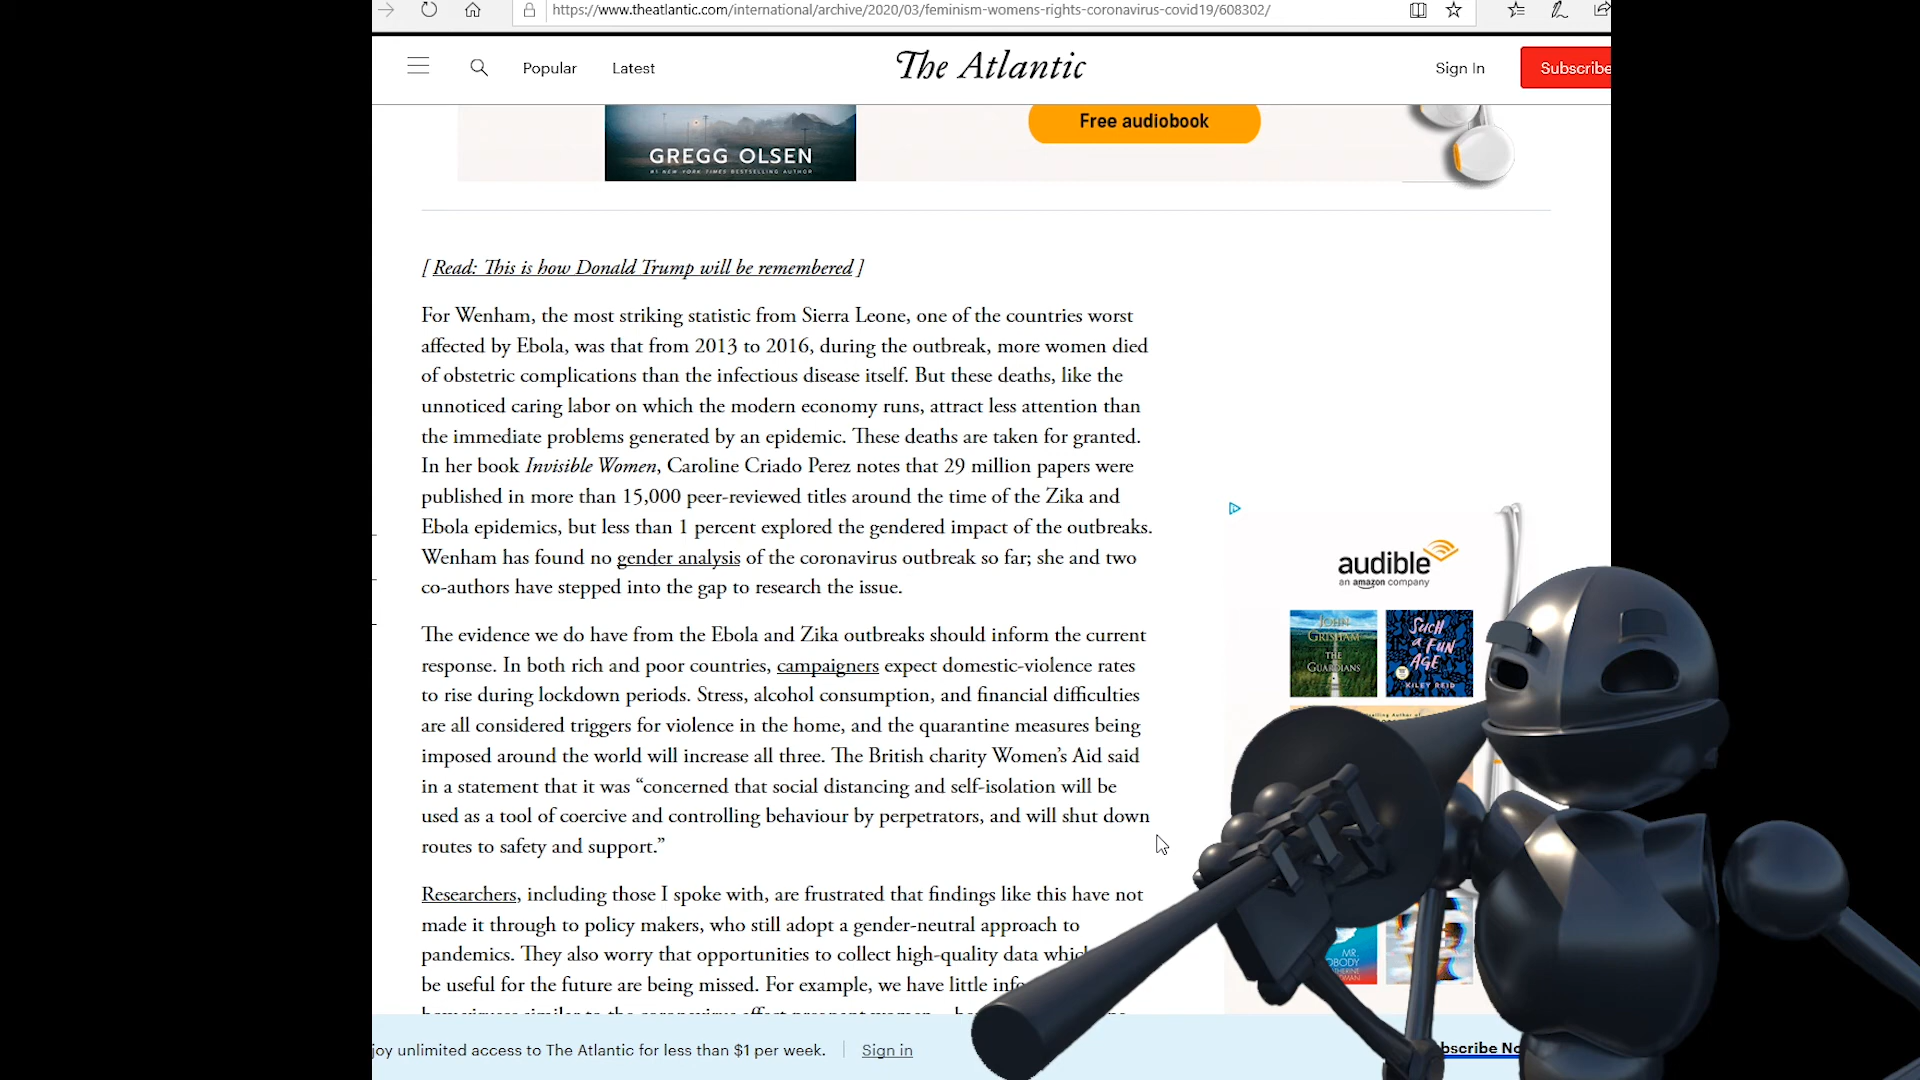 https://www.theatlantic.com/international/archive/2020/03/feminism-womens-rights-coronavirus-covid19/608302/
Popular
Latest
The Atlantic
Sign In
Subscribe
GREGG OLSEN
#1 NEW YORK TIMES BESTSELLING AUTHOR
Free audiobook
[ Read: This is how Donald Trump will be remembered ]
For Wenham, the most striking statistic from Sierra Leone, one of the countries worst
affected by Ebola, was that from 2013 to 2016, during the outbreak, more women died
of obstetric complications than the infectious disease itself. But these deaths, like the
unnoticed caring labor on which the modern economy runs, attract less attention than
the immediate problems generated by an epidemic. These deaths are taken for granted.
In her book Invisible Women, Caroline Criado Perez notes that 29 million papers were
published in more than 15,000 peer-reviewed titles around the time of the Zika and
Ebola epidemics, but less than 1 percent explored the gendered impact of the outbreaks.
Wenham has found no gender analysis of the coronavirus outbreak so far; she and two
co-authors have stepped into the gap to research the issue.
The evidence we do have from the Ebola and Zika outbreaks should inform the current
response. In both rich and poor countries, campaigners expect domestic-violence rates
to rise during lockdown periods. Stress, alcohol consumption, and financial difficulties
are all considered triggers for violence in the home, and the quarantine measures being
imposed around the world will increase all three. The British charity Women’s Aid said
in a statement that it was “concerned that social distancing and self-isolation will be
used as a tool of coercive and controlling behaviour by perpetrators, and will shut down
routes to safety and support.”
Researchers, including those I spoke with, are frustrated that findings like this have not
made it through to policy makers, who still adopt a gender-neutral approach to
pandemics. They also worry that opportunities to collect high-quality data
be useful for the future are being missed. For example, we have little
audible
an amazon company
JOHN
GRISHAM
THE
GUARDIANS
SUCH
a FUN
AGE
KILEY REID
Author of
MR.
joy unlimited access to The Atlantic for less than $1 per week.
Sign in